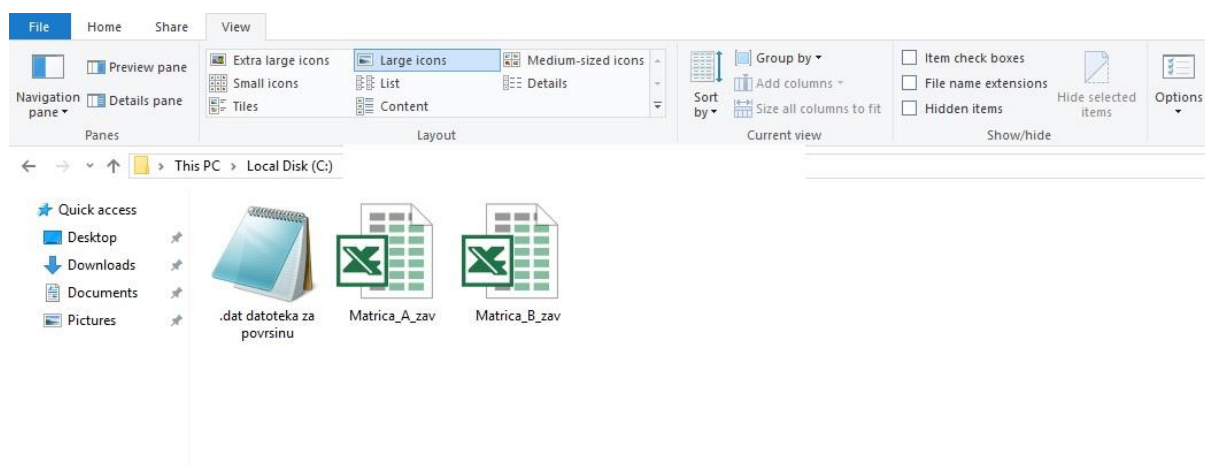 File Home Share View
Navigation pane
Preview pane
Details pane
Panes
Extra large icons Large icons Medium-sized icons
Small icons List Details
Tiles Content
Layout
Sort by
Group by
Add columns
Size all columns to fit
Current view
Item check boxes
File name extensions
Hidden items
Hide selected items
Show/hide
Options
This PC > Local Disk (C:)
Quick access
Desktop
Downloads
Documents
Pictures
.dat datoteka za
povrsinu
Matrica_A_zav
Matrica_B_zav